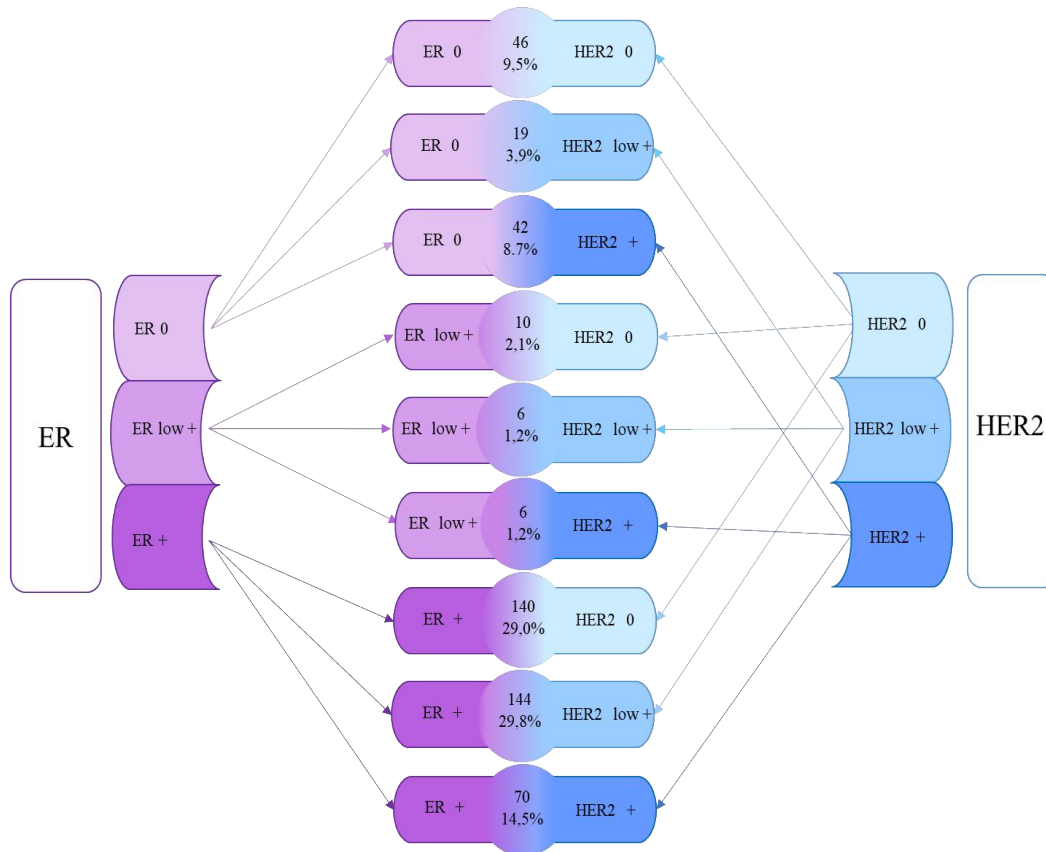 ER 0 46 9,5% HER2 0
ER 0 19 3,9% HER2 low +
ER 0 42 8.7% HER2 +
ER low + 10 2,1% HER2 0
ER low + 6 1,2% HER2 low +
ER low + 6 1,2% HER2 +
ER + 140 29,0% HER2 0
ER + 144 29,8% HER2 low +
ER + 70 14,5% HER2 +
ER
ER 0
ER low +
ER +
HER2 0
HER2 low +
HER2 +
HER2